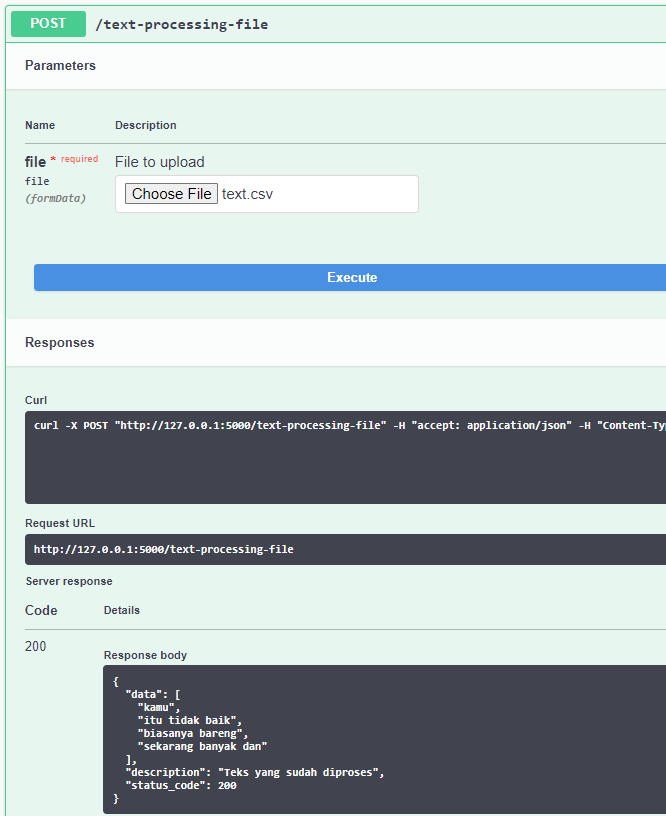 POST /text-processing-file
Parameters
Name Description
file * required File to upload
file
(formData)
Choose File text.csv
Execute
Responses
Curl
curl -X POST "http://127.0.0.1:5000/text-processing-file" -H "accept: application/json" -H "Content-Ty
Request URL
http://127.0.0.1:5000/text-processing-file
Server response
Code Details
200
Response body
{
"data": [
"kamu",
"itu tidak baik",
"biasanya bareng",
"sekarang banyak dan"
],
"description": "Teks yang sudah diproses",
"status_code": 200
}